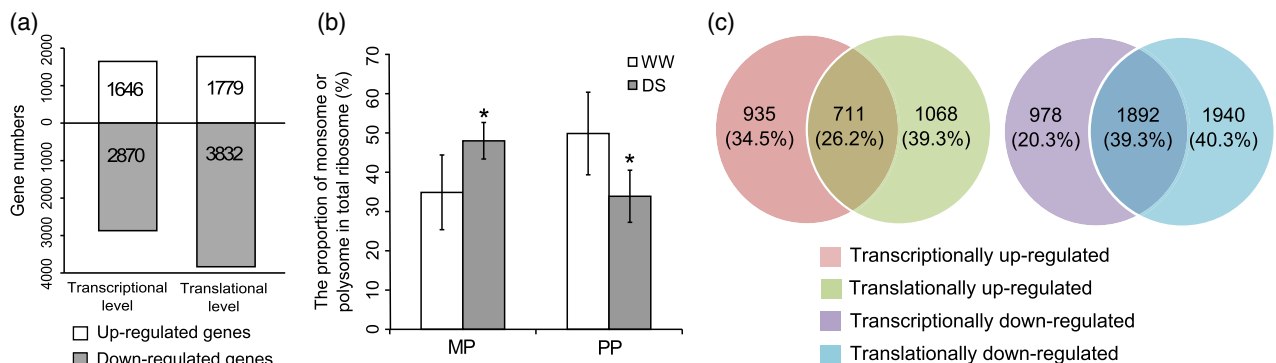 (a)
Gene numbers
2000
1000
0
1000
2000
3000
4000
1646
1779
2870
3832
Transcriptional level
Translational level
Up-regulated genes
Down-regulated genes
(b)
The proportion of monsome or
polysome in total ribosome (%)
70
60
50
40
30
20
10
0
WW
DS
*
*
MP
PP
(c)
935
(34.5%)
711
(26.2%)
1068
(39.3%)
978
(20.3%)
1892
(39.3%)
1940
(40.3%)
Transcriptionally up-regulated
Translationally up-regulated
Transcriptionally down-regulated
Translationally down-regulated